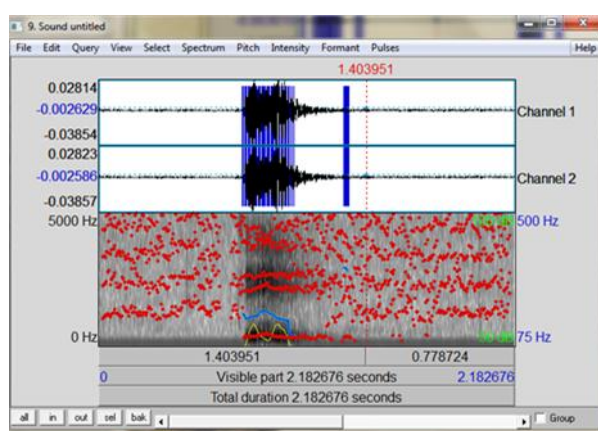 9. Sound untitled
File Edit Query View Select Spectrum Pitch Intensity Formant Pulses Help
1.403951
0.02814
-0.002629
-0.03854
Channel 1
0.02823
-0.002586
-0.03857
Channel 2
5000 Hz
500 Hz
0 Hz
75 Hz
1.403951 0.778724
0 Visible part 2.182676 seconds 2.182676
Total duration 2.182676 seconds
all in out sel bak Group